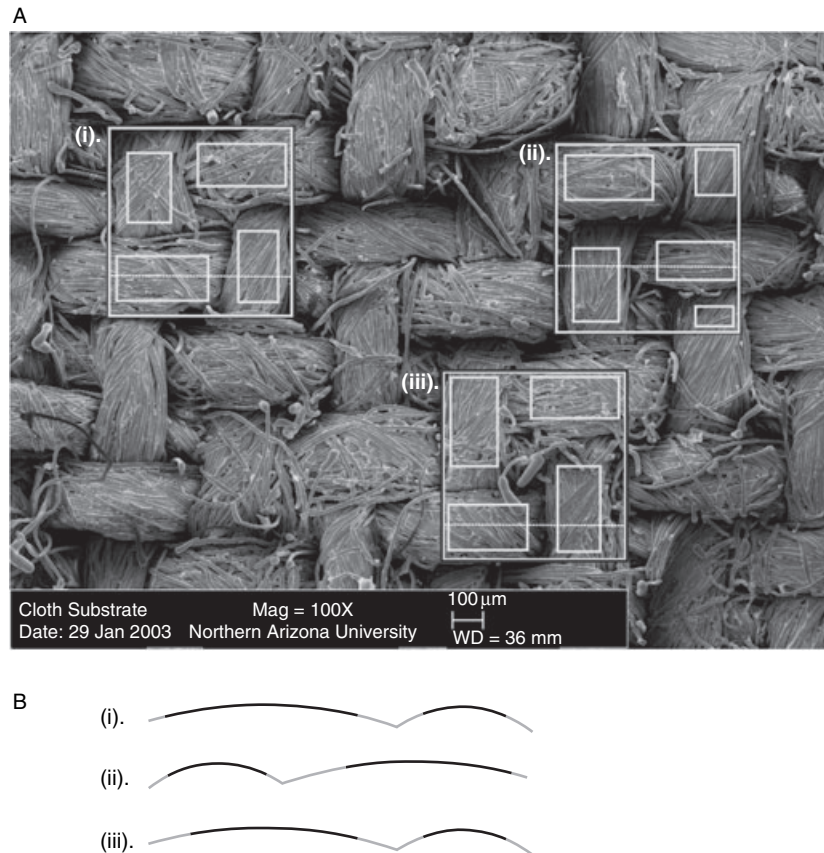 A
(i).
(ii).
(iii).
Cloth Substrate
Mag = 100X
100 μm
Date: 29 Jan 2003
Northern Arizona University
WD = 36 mm
B
(i).
(ii).
(iii).